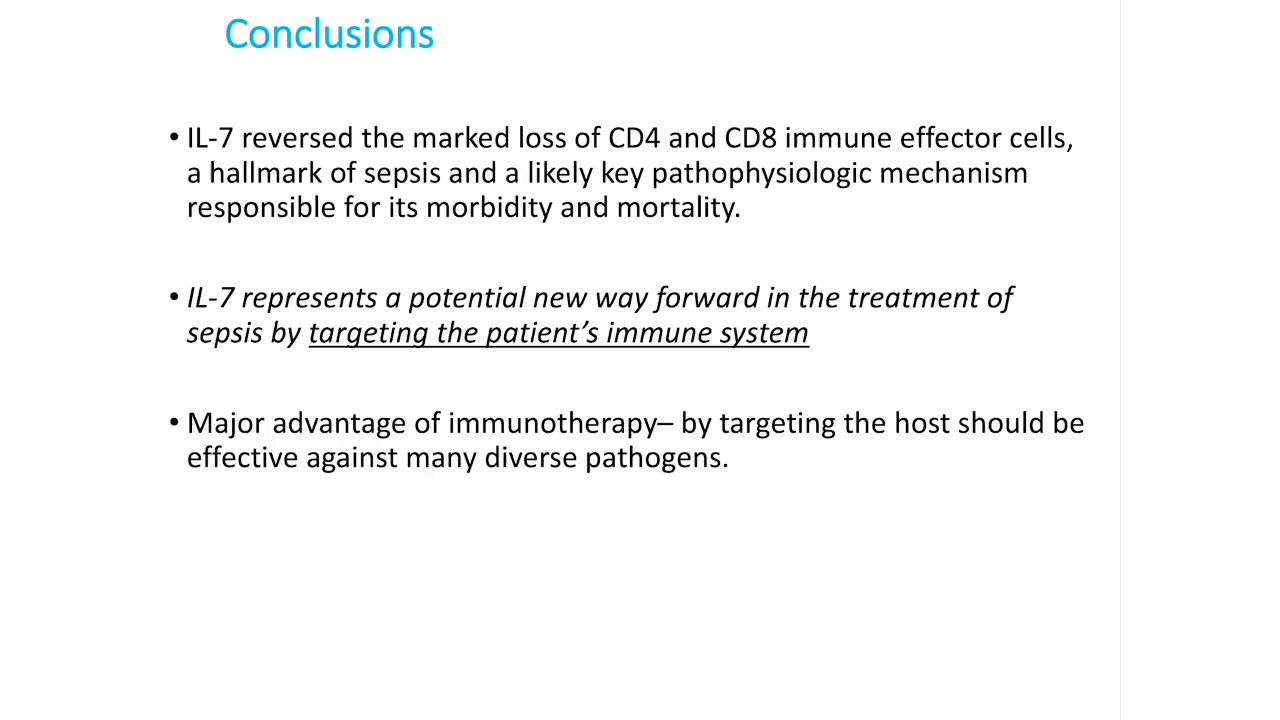 Conclusions
• IL-7 reversed the marked loss of CD4 and CD8 immune effector cells,
a hallmark of sepsis and a likely key pathophysiologic mechanism
responsible for its morbidity and mortality.
• IL-7 represents a potential new way forward in the treatment of
sepsis by targeting the patient’s immune system
• Major advantage of immunotherapy– by targeting the host should be
effective against many diverse pathogens.